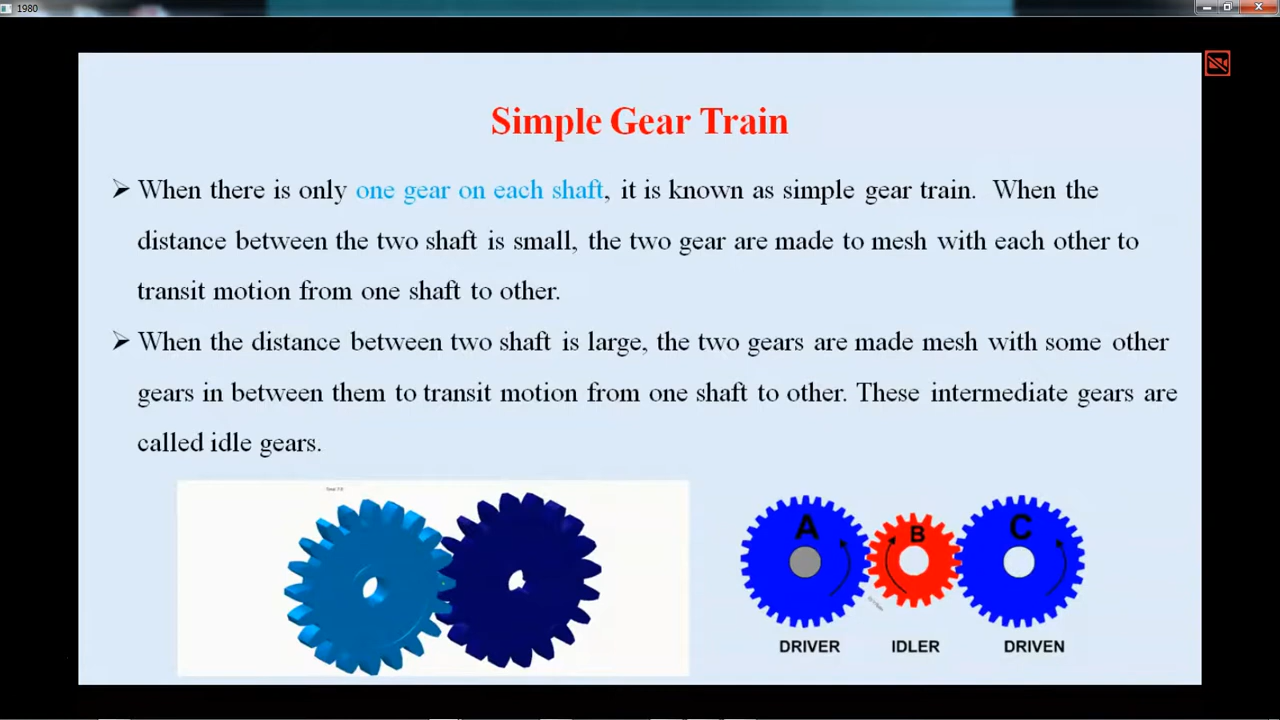 1980
Simple Gear Train
➢ When there is only one gear on each shaft, it is known as simple gear train. When the
distance between the two shaft is small, the two gear are made to mesh with each other to
transit motion from one shaft to other.
➢ When the distance between two shaft is large, the two gears are made mesh with some other
gears in between them to transit motion from one shaft to other. These intermediate gears are
called idle gears.
A B C
DRIVER IDLER DRIVEN